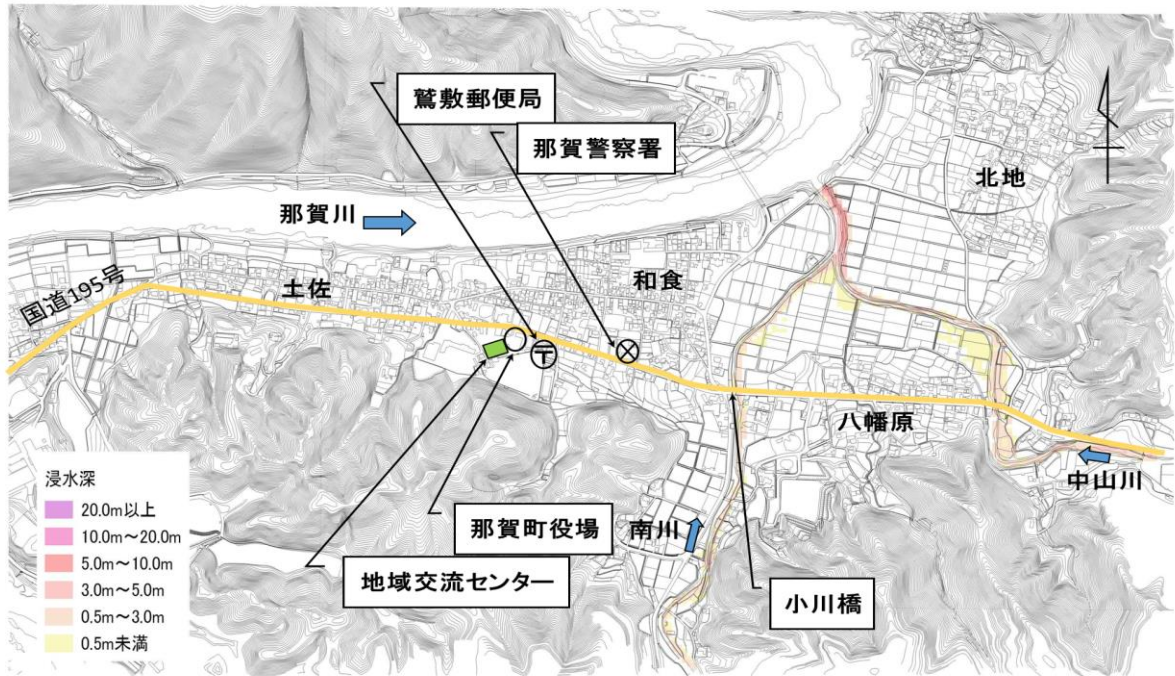 鷲敷郵便局
那賀警察署
北地
那賀川
和食
国道195号
土佐
〒
八幡原
中山川
浸水深
20.0m以上
10.0m～20.0m
5.0m～10.0m
3.0m～5.0m
0.5m～3.0m
0.5m未満
那賀町役場
南川
地域交流センター
小川橋